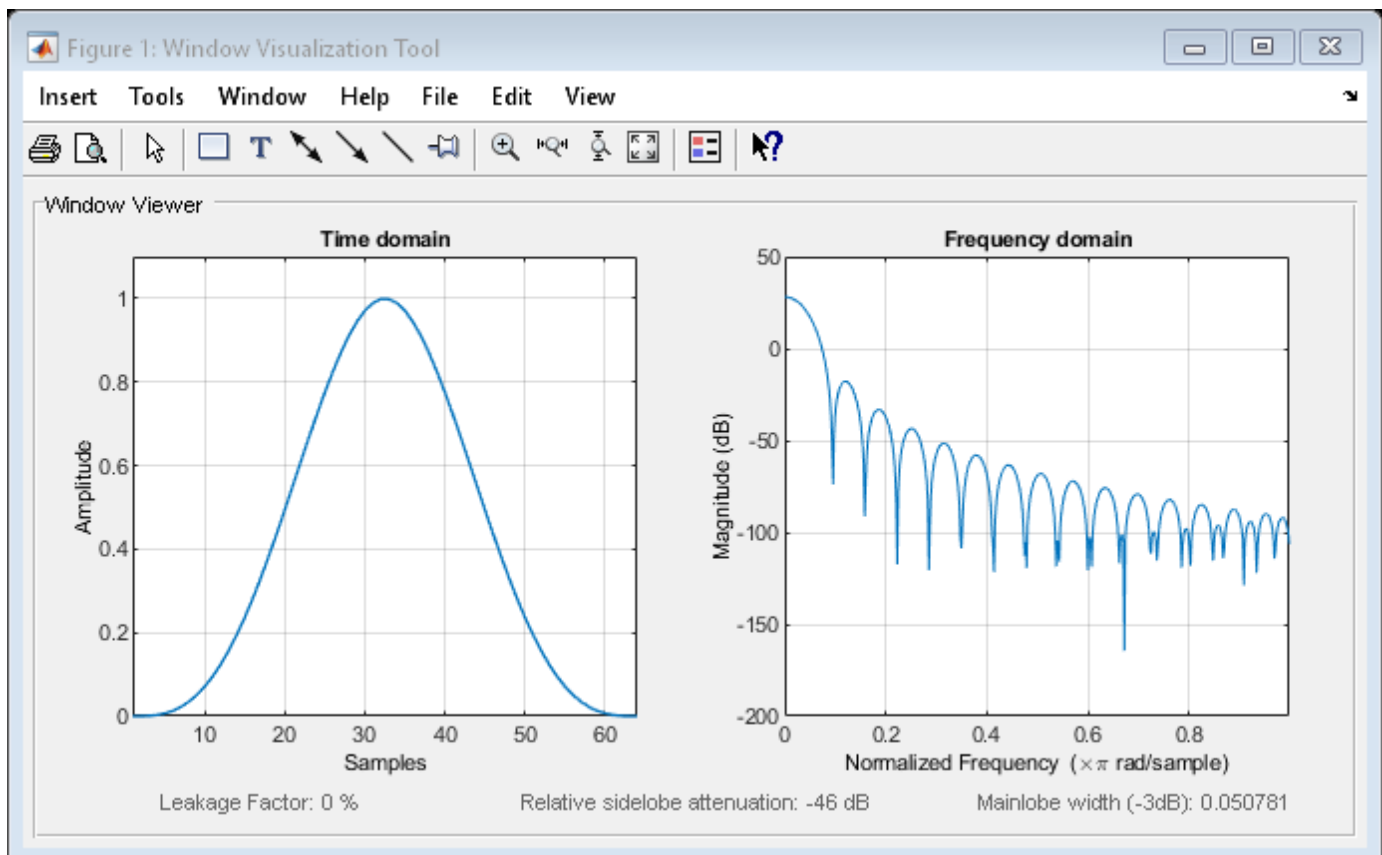 Figure 1: Window Visualization Tool
Insert Tools Window Help File Edit View
T
?
Window Viewer
Time domain
1
0.8
0.6
0.4
0.2
0
Amplitude
10 20 30 40 50 60
Samples
Frequency domain
50
0
-50
-100
-150
-200
Magnitude (dB)
0 0.2 0.4 0.6 0.8
Normalized Frequency (×π rad/sample)
Leakage Factor: 0 % Relative sidelobe attenuation: -46 dB Mainlobe width (-3dB): 0.050781